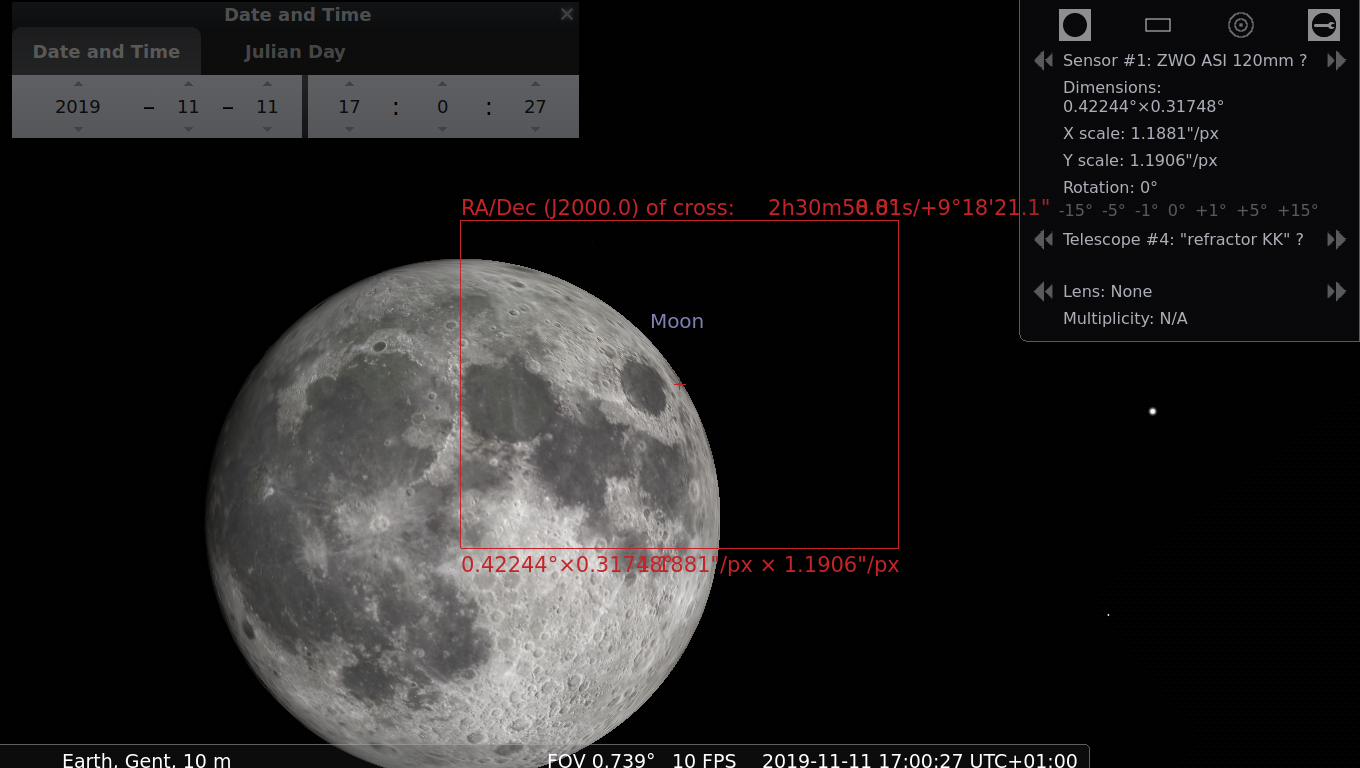 Date and Time
Date and Time Julian Day
2019 – 11 – 11 17 : 0 : 27
Sensor #1: ZWO ASI 120mm ?
Dimensions:
0.42244°×0.31748°
X scale: 1.1881"/px
Y scale: 1.1906"/px
Rotation: 0°
-15° -5° -1° 0° +1° +5° +15°
Telescope #4: "refractor KK" ?
Lens: None
Multiplicity: N/A
RA/Dec (J2000.0) of cross: 2h30m58.81s/+9°18'21.1"
Moon
0.42244°×0.31748° 1.1881"/px × 1.1906"/px
Earth, Gent, 10 m FOV 0.739° 10 FPS 2019-11-11 17:00:27 UTC+01:00